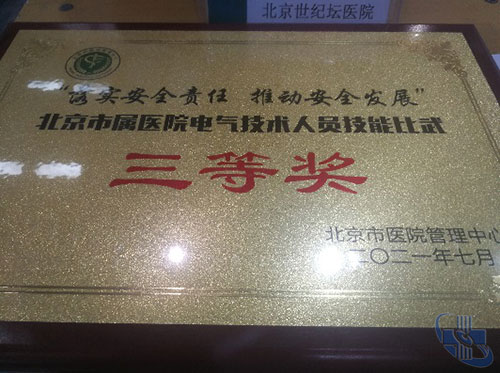 北京世纪坛医院
“落实安全责任 推动安全发展”
北京市属医院电气技术人员技能比武
三等奖
北京市医院管理中心
二〇二一年七月